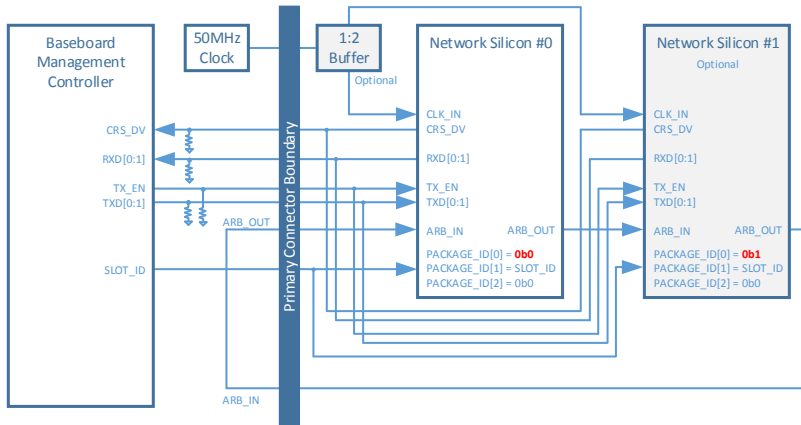 Baseboard
Management
Controller
CRS_DV
RXD[0:1]
TX_EN
TXD[0:1]
SLOT_ID
50MHz
Clock
ARB_OUT
ARB_IN
Primary Connector Boundary
1:2
Buffer
Optional
Network Silicon #0
CLK_IN
CRS_DV
RXD[0:1]
TX_EN
TXD[0:1]
ARB_IN ARB_OUT
PACKAGE_ID[0] = 0b0
PACKAGE_ID[1] = SLOT_ID
PACKAGE_ID[2] = 0b0
Network Silicon #1
Optional
CLK_IN
CRS_DV
RXD[0:1]
TX_EN
TXD[0:1]
ARB_IN ARB_OUT
PACKAGE_ID[0] = 0b1
PACKAGE_ID[1] = SLOT_ID
PACKAGE_ID[2] = 0b0